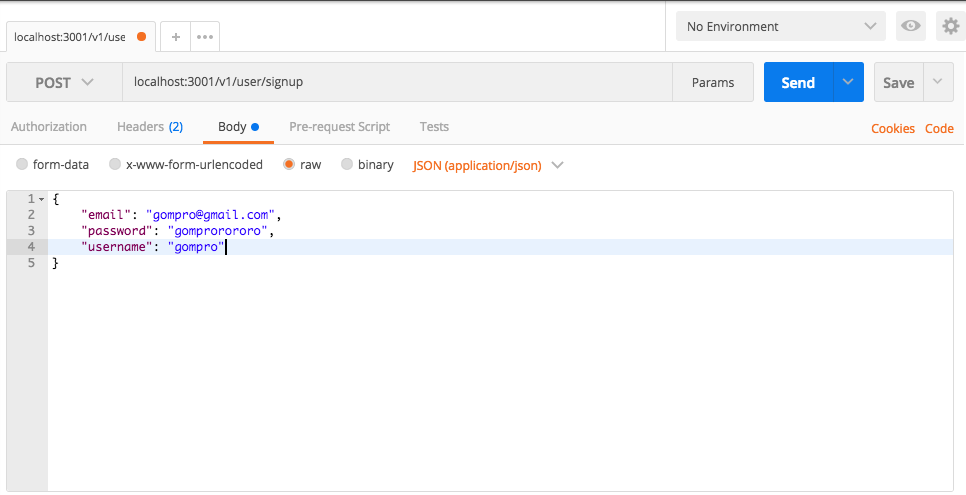 localhost:3001/v1/use
+
•••
No Environment
POST
localhost:3001/v1/user/signup
Params
Send
Save
Authorization
Headers (2)
Body
Pre-request Script
Tests
Cookies
Code
form-data
x-www-form-urlencoded
raw
binary
JSON (application/json)
1 {
2 "email": "gompro@gmail.com",
3 "password": "gomprorororo",
4 "username": "gompro"
5 }